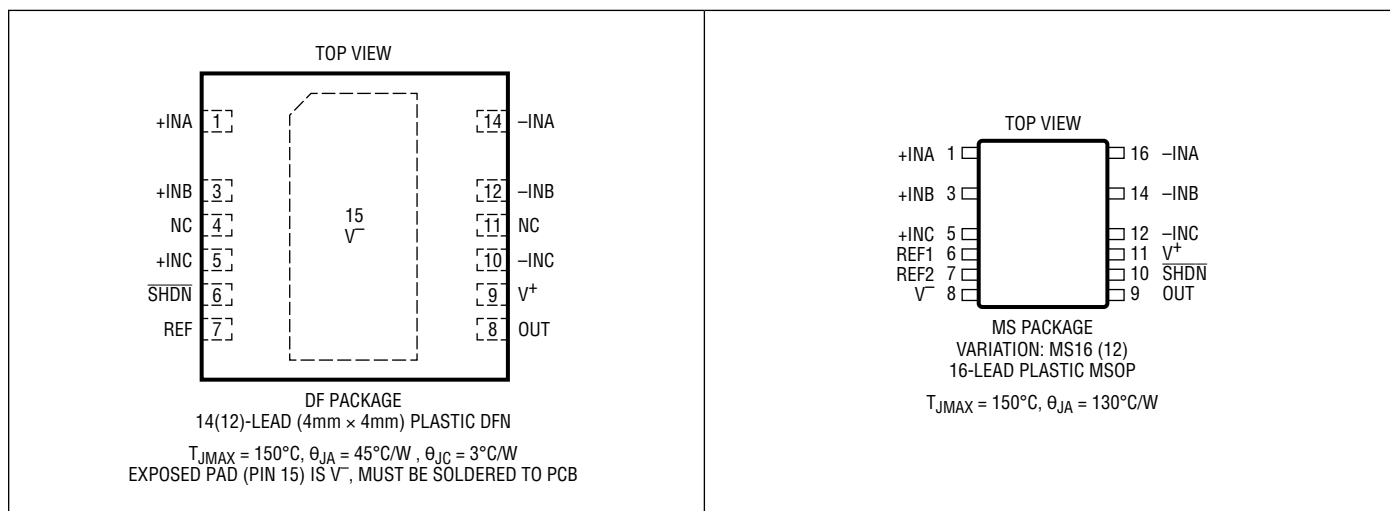 TOP VIEW
+INA 1 14 –INA
+INB 3 12 –INB
NC 4 11 NC
15
V–
+INC 5 10 –INC
SHDN 6 9 V+
REF 7 8 OUT
DF PACKAGE
14(12)-LEAD (4mm × 4mm) PLASTIC DFN
TJMAX = 150°C, θJA = 45°C/W , θJC = 3°C/W
EXPOSED PAD (PIN 15) IS V–, MUST BE SOLDERED TO PCB
TOP VIEW
+INA 1 16 –INA
+INB 3 14 –INB
+INC 5 12 –INC
REF1 6 11 V+
REF2 7 10 SHDN
V– 8 9 OUT
MS PACKAGE
VARIATION: MS16 (12)
16-LEAD PLASTIC MSOP
TJMAX = 150°C, θJA = 130°C/W